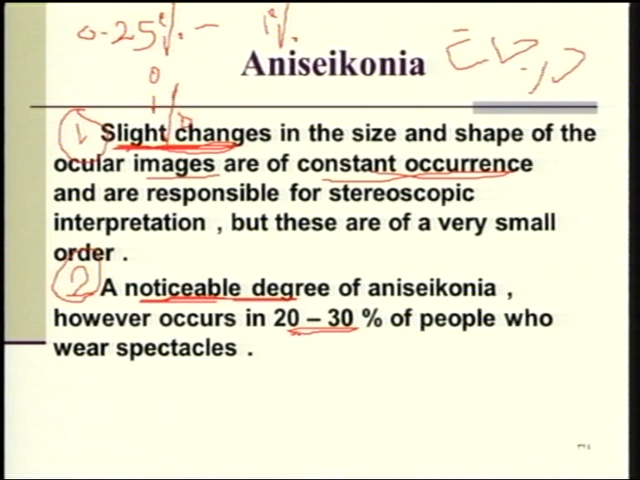 0.25% - 1%.
Aniseikonia
1 Slight changes in the size and shape of the
ocular images are of constant occurrence
and are responsible for stereoscopic
interpretation , but these are of a very small
order .
2 A noticeable degree of aniseikonia ,
however occurs in 20 – 30 % of people who
wear spectacles .